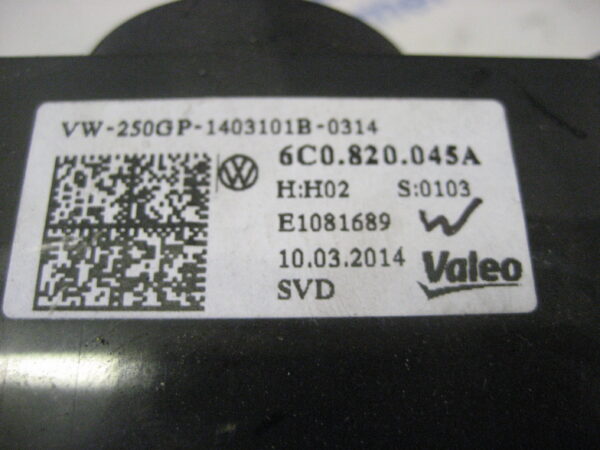 VW-250GP-1403101B-0314
6C0.820.045A
H:H02 S:0103
E1081689
10.03.2014
SVD
Valeo